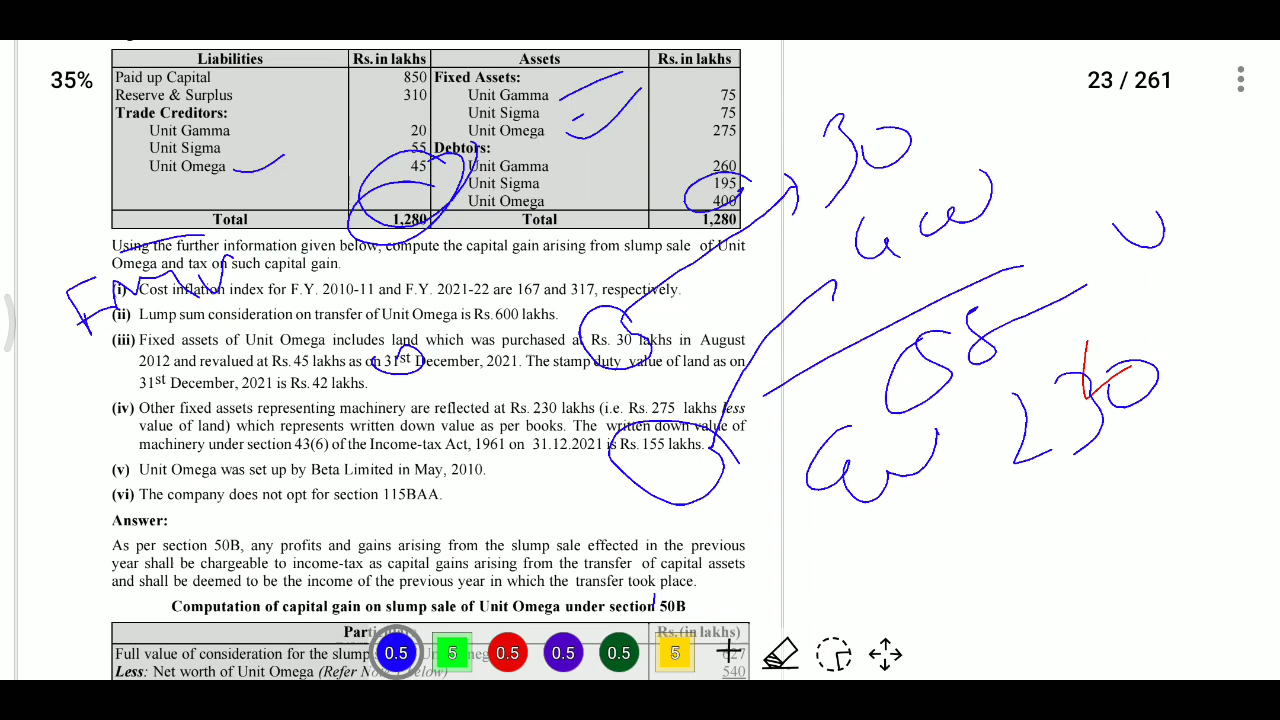 35%
23 / 261
Liabilities Rs. in lakhs Assets Rs. in lakhs
Paid up Capital 850 Fixed Assets:
Reserve & Surplus 310 Unit Gamma 75
Trade Creditors: Unit Sigma 75
Unit Gamma 20 Unit Omega 275
Unit Sigma 55 Debtors:
Unit Omega 45 Unit Gamma 260
Unit Sigma 195
Unit Omega 400
Total 1,280 Total 1,280
Using the further information given below, compute the capital gain arising from slump sale of Unit
Omega and tax on such capital gain.
(i) Cost inflation index for F.Y. 2010-11 and F.Y. 2021-22 are 167 and 317, respectively.
(ii) Lump sum consideration on transfer of Unit Omega is Rs. 600 lakhs.
(iii) Fixed assets of Unit Omega includes land which was purchased at Rs. 30 lakhs in August
2012 and revalued at Rs. 45 lakhs as on 31st December, 2021. The stamp duty value of land as on
31st December, 2021 is Rs. 42 lakhs.
(iv) Other fixed assets representing machinery are reflected at Rs. 230 lakhs (i.e. Rs. 275 lakhs less
value of land) which represents written down value as per books. The written down value of
machinery under section 43(6) of the Income-tax Act, 1961 on 31.12.2021 is Rs. 155 lakhs.
(v) Unit Omega was set up by Beta Limited in May, 2010.
(vi) The company does not opt for section 115BAA.
Answer:
As per section 50B, any profits and gains arising from the slump sale effected in the previous
year shall be chargeable to income-tax as capital gains arising from the transfer of capital assets
and shall be deemed to be the income of the previous year in which the transfer took place.
Computation of capital gain on slump sale of Unit Omega under section 50B
Rs. (in lakhs)
Full value of consideration for the slump 627
Less: Net worth of Unit Omega (Refer below) 540
0.5 5 0.5 0.5 0.5 5
FMV
30
230